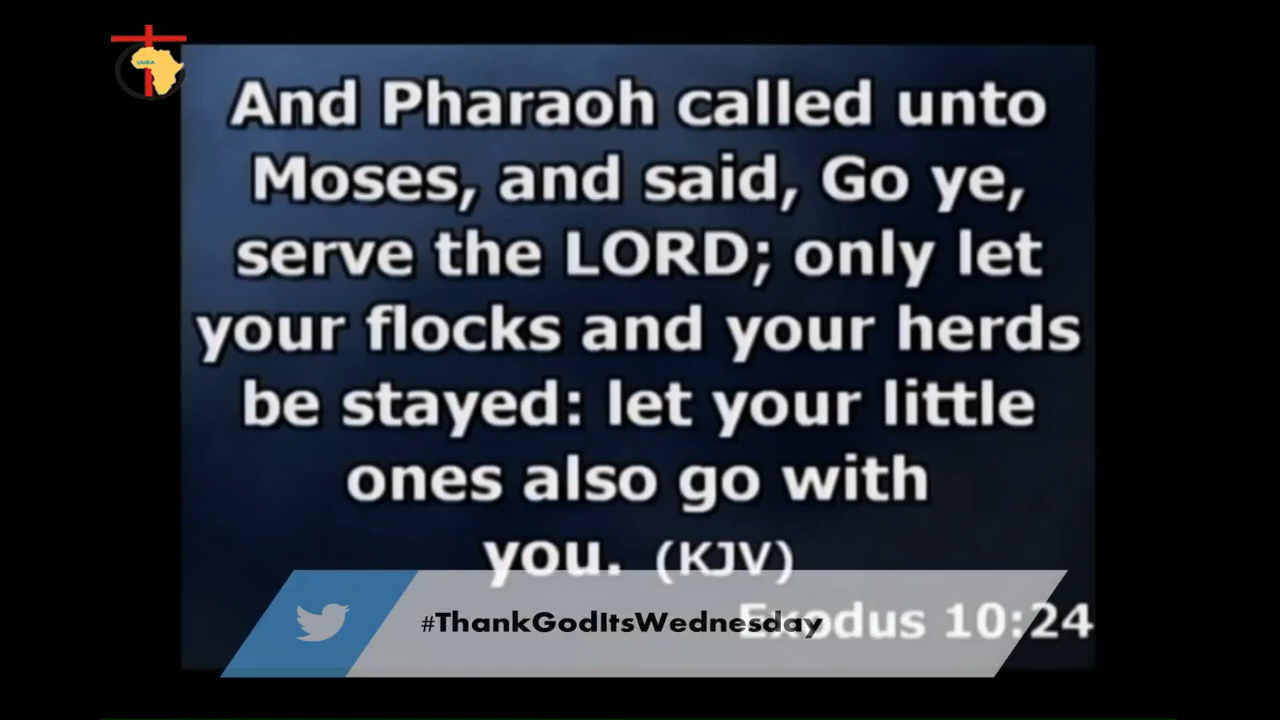 And Pharaoh called unto
Moses, and said, Go ye,
serve the LORD; only let
your flocks and your herds
be stayed: let your little
ones also go with
you. (KJV)
Exodus 10:24
#ThankGodItsWednesday